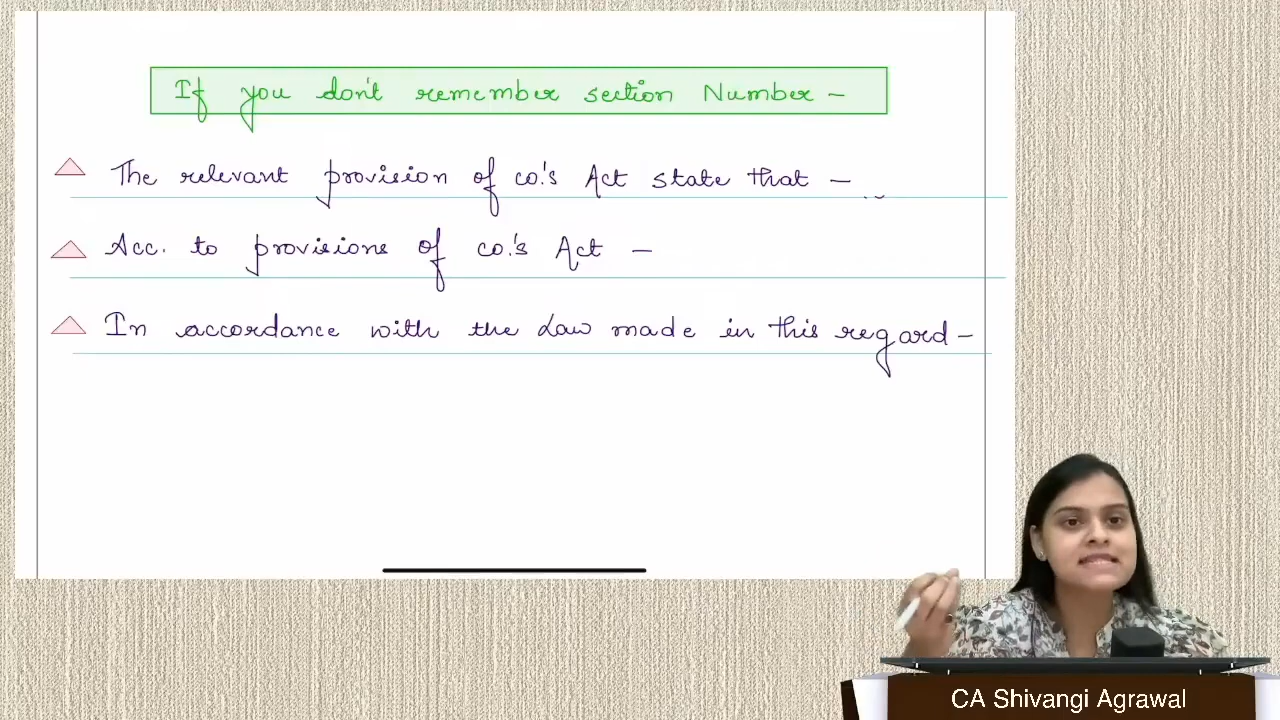 If you don't remember section Number -
The relevant provision of co.'s Act state that -
Acc. to provisions of co.'s Act -
In accordance with the Law made in this regard -
CA Shivangi Agrawal